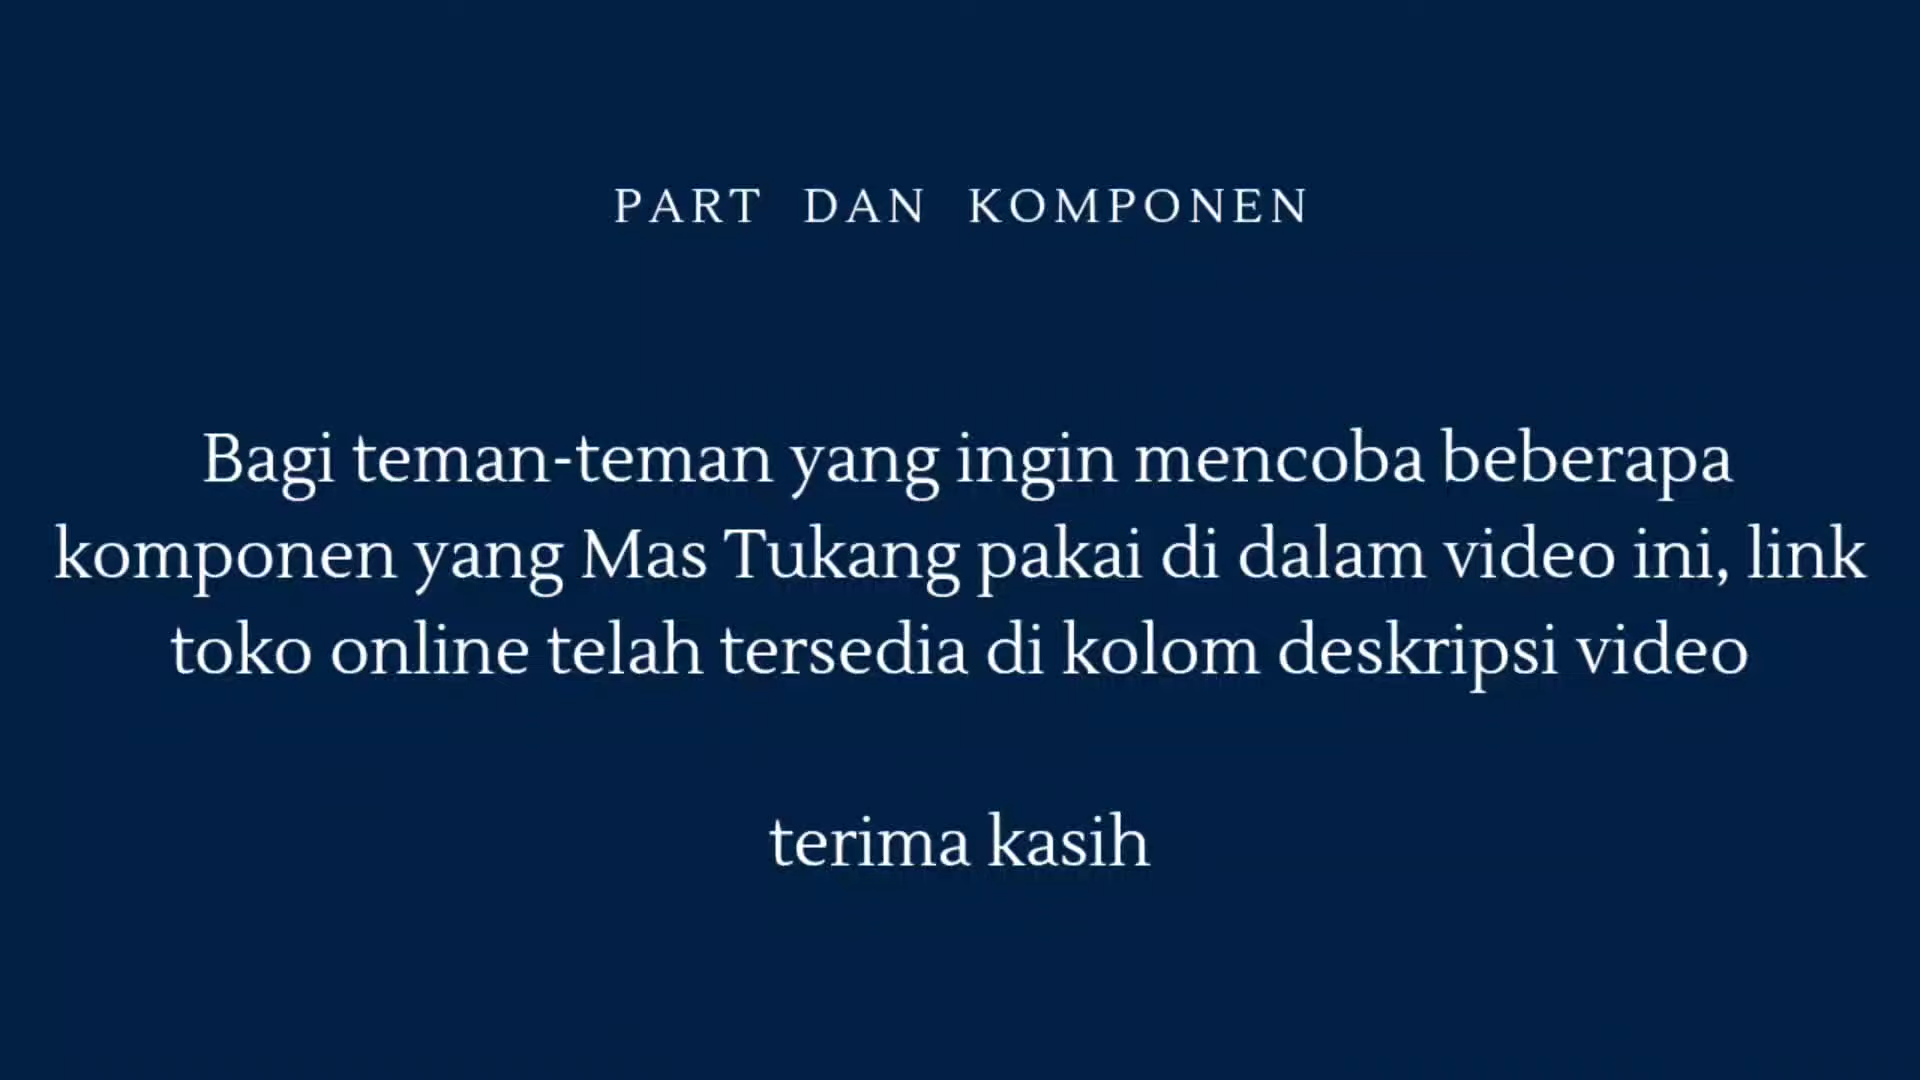 PART DAN KOMPONEN
Bagi teman-teman yang ingin mencoba beberapa
komponen yang Mas Tukang pakai di dalam video ini, link
toko online telah tersedia di kolom deskripsi video
terima kasih